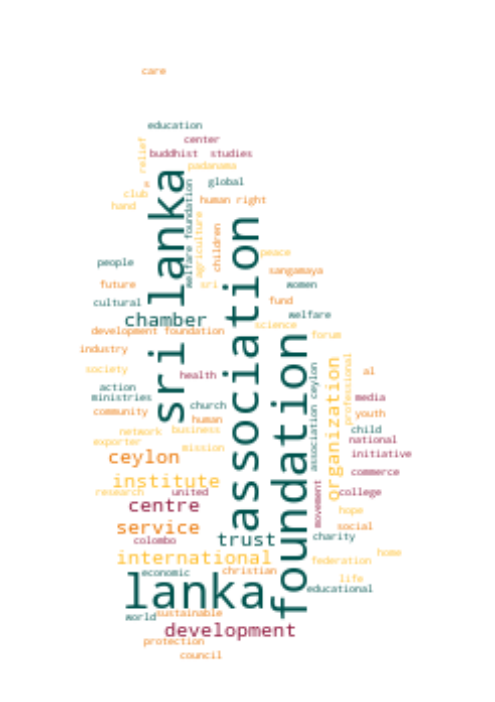 care
education
center
relief
buddhist studies
padanama
a
global
club
human right
hand
sri lanka
welfare foundation
agriculture
children
association
peace
people
sangamaya
future
sri
women
cultural
fund
welfare
chamber
science
development foundation
forum
foundation
industry
society
health
al
action
ministries
association ceylon
organization
professional
media
community
church
human
youth
network
business
child
exporter
mission
national
ceylon
initiative
institute
commerce
research
united
movement
college
centre
hope
service
social
colombo
trust
charity
international
home
federation
economic
christian
life
lanka
educational
world
sustainable
development
protection
council